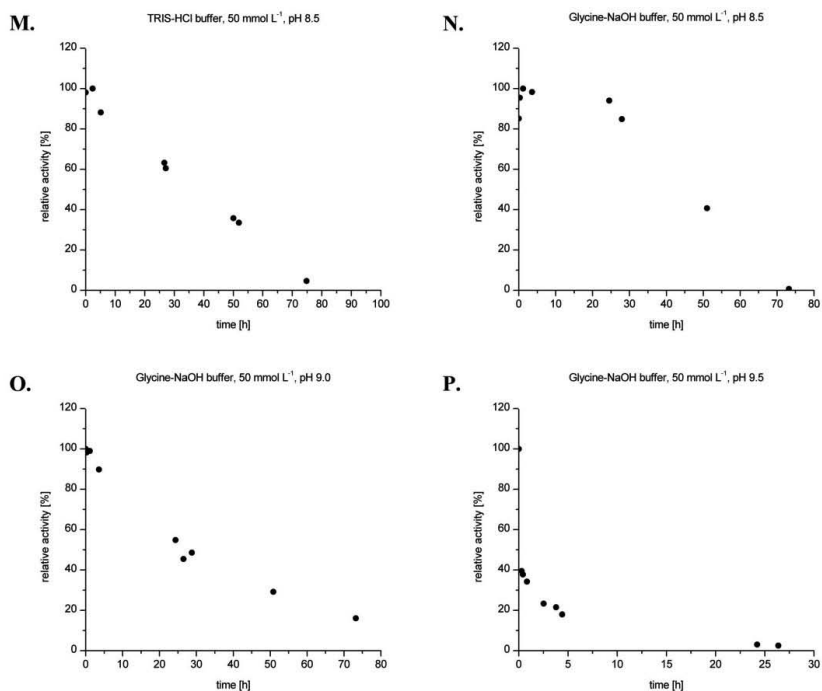 M.
TRIS-HCl buffer, 50 mmol L⁻¹, pH 8.5
relative activity [%]
120
100
80
60
40
20
0
0 10 20 30 40 50 60 70 80 90 100
time [h]
N.
Glycine-NaOH buffer, 50 mmol L⁻¹, pH 8.5
relative activity [%]
120
100
80
60
40
20
0
0 10 20 30 40 50 60 70 80
time [h]
O.
Glycine-NaOH buffer, 50 mmol L⁻¹, pH 9.0
relative activity [%]
120
100
80
60
40
20
0
0 10 20 30 40 50 60 70 80
time [h]
P.
Glycine-NaOH buffer, 50 mmol L⁻¹, pH 9.5
relative activity [%]
120
100
80
60
40
20
0
0 5 10 15 20 25 30
time [h]